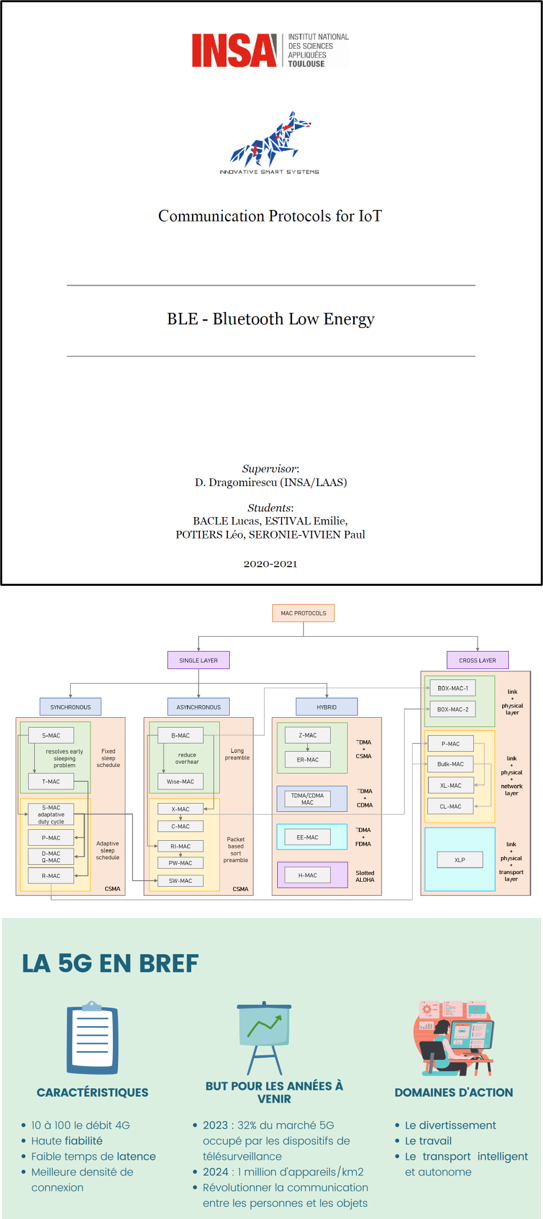 INSA
INSTITUT NATIONAL
DES SCIENCES
APPLIQUÉES
TOULOUSE
INNOVATIVE SMART SYSTEMS
Communication Protocols for IoT
BLE - Bluetooth Low Energy
Supervisor:
D. Dragomirescu (INSA/LAAS)
Students:
BACLE Lucas, ESTIVAL Emilie,
POTIERS Léo, SERONIE-VIVIEN Paul
2020-2021
MAC PROTOCOLS
SINGLE LAYER
CROSS LAYER
SYNCHRONOUS
ASYNCHRONOUS
HYBRID
S-MAC
resolves early
sleeping
problem
T-MAC
Fixed
sleep
schedule
S-MAC
adaptative
duty cycle
P-MAC
D-MAC
Q-MAC
R-MAC
Adaptive
sleep
schedule
CSMA
B-MAC
reduce
overhear
Wise-MAC
Long
preamble
X-MAC
C-MAC
RI-MAC
PW-MAC
SW-MAC
Packet
based
sort
preamble
CSMA
Z-MAC
ER-MAC
TDMA
+
CSMA
TDMA/CDMA
MAC
TDMA
+
CDMA
EE-MAC
TDMA
+
FDMA
H-MAC
Slotted
ALOHA
BOX-MAC-1
BOX-MAC-2
link
+
physical
layer
P-MAC
Bulk-MAC
XL-MAC
CL-MAC
link
+
physical
+
network
layer
XLP
link
+
physical
+
transport
layer
LA 5G EN BREF
CARACTÉRISTIQUES
• 10 à 100 le débit 4G
• Haute fiabilité
• Faible temps de latence
• Meilleure densité de
connexion
BUT POUR LES ANNÉES À
VENIR
• 2023 : 32% du marché 5G
occupé par les dispositifs de
télésurveillance
• 2024 : 1 million d'appareils/km2
• Révolutionner la communication
entre les personnes et les objets
DOMAINES D'ACTION
• Le divertissement
• Le travail
• Le transport intelligent
et autonome